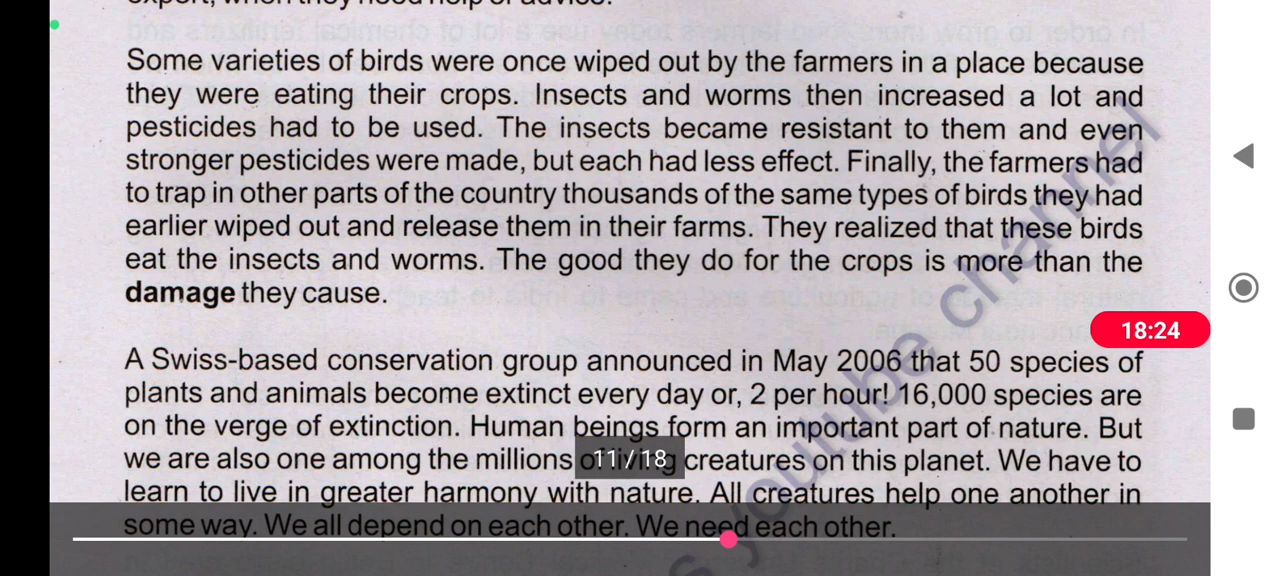 expert, when they need help or advice.
Some varieties of birds were once wiped out by the farmers in a place because
they were eating their crops. Insects and worms then increased a lot and
pesticides had to be used. The insects became resistant to them and even
stronger pesticides were made, but each had less effect. Finally, the farmers had
to trap in other parts of the country thousands of the same types of birds they had
earlier wiped out and release them in their farms. They realized that these birds
eat the insects and worms. The good they do for the crops is more than the
damage they cause.
18:24
A Swiss-based conservation group announced in May 2006 that 50 species of
plants and animals become extinct every day or, 2 per hour! 16,000 species are
on the verge of extinction. Human beings form an important part of nature. But
we are also one among the millions of living creatures on this planet. We have to
11 / 18
learn to live in greater harmony with nature. All creatures help one another in
some way. We all depend on each other. We need each other.
youtube channel